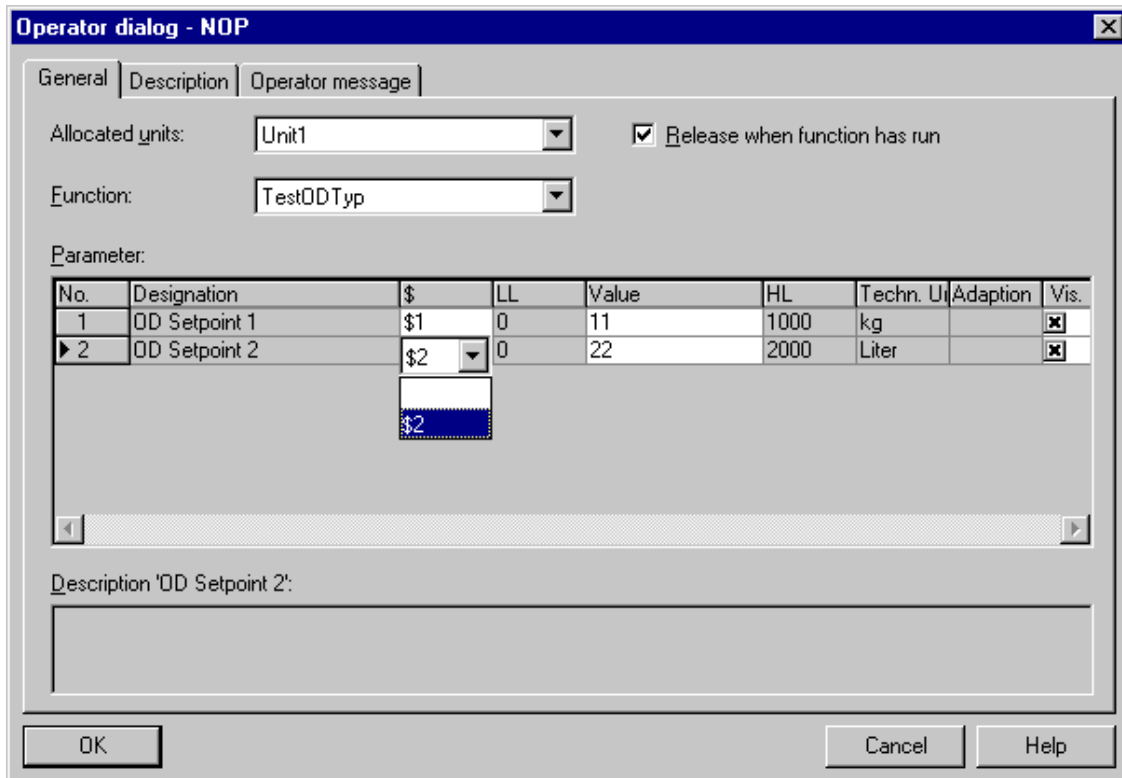 Operator dialog - NOP
General Description Operator message
Allocated units: Unit1 Release when function has run
Function: TestODTyp
Parameter:
No. Designation $ LL Value HL Techn. U Adaption Vis.
1 OD Setpoint 1 $1 0 11 1000 kg
2 OD Setpoint 2 $2 0 22 2000 Liter
$2
Description 'OD Setpoint 2':
OK Cancel Help